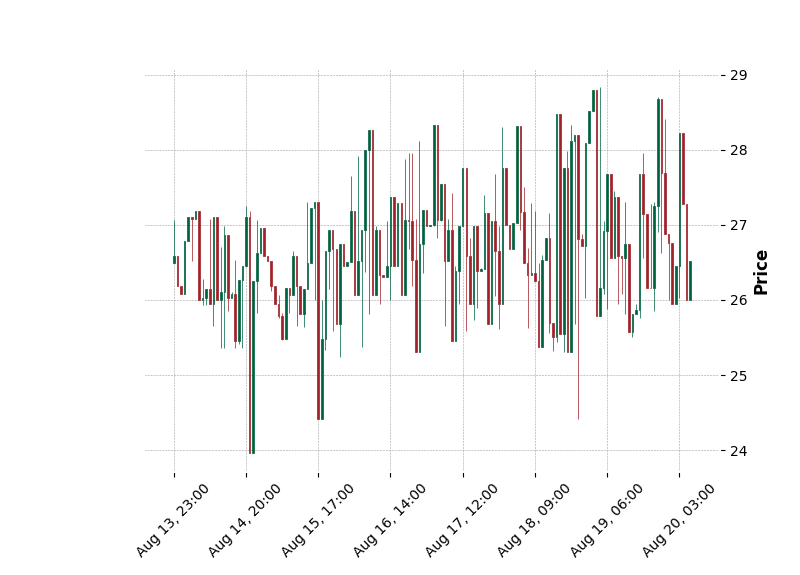 29
28
27
26
25
24
Price
Aug 13, 23:00
Aug 14, 20:00
Aug 15, 17:00
Aug 16, 14:00
Aug 17, 12:00
Aug 18, 09:00
Aug 19, 06:00
Aug 20, 03:00